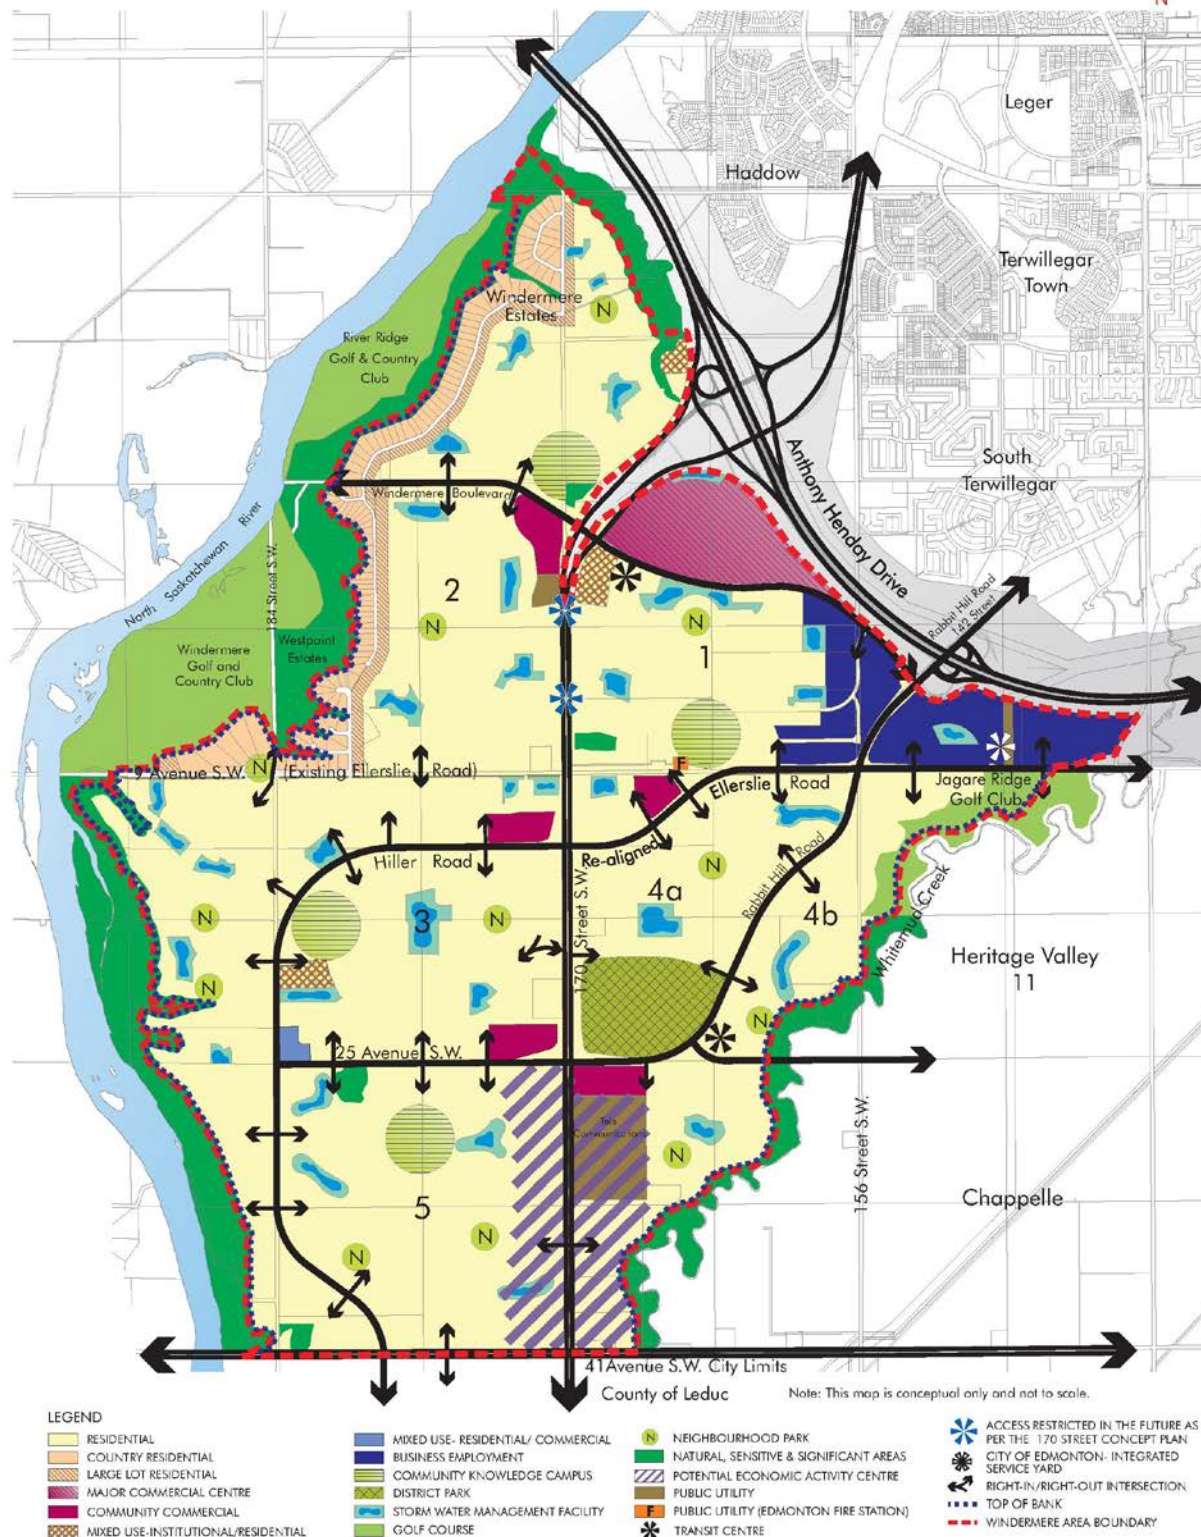 N
Leger
Haddow
Terwillegar
Town
Windermere
Estates
N
River Ridge
Golf & Country
Club
South
Terwillegar
Anthony Henday Drive
Windermere Boulevard
North Saskatchewan River
184 Street S.W.
2
N
N
1
Rabbit Hill Road
142 Street
Westpoint
Estates
Windermere
Golf and
Country Club
N
9 Avenue S.W. (Existing Ellerslie Road)
F
Ellerslie Road
Jagare Ridge
Golf Club
Hiller Road
Re-aligned
N
Rabbit Hill Road
170 Street S.W.
4a
4b
Whitemud Creek
N
3
N
Heritage Valley
11
N
N
25 Avenue S.W.
Tele
Communication
N
156 Street S.W.
Chappelle
5
N
N
41 Avenue S.W. City Limits
County of Leduc
Note: This map is conceptual only and not to scale.
LEGEND
RESIDENTIAL
COUNTRY RESIDENTIAL
LARGE LOT RESIDENTIAL
MAJOR COMMERCIAL CENTRE
COMMUNITY COMMERCIAL
MIXED USE-INSTITUTIONAL/RESIDENTIAL
MIXED USE- RESIDENTIAL/ COMMERCIAL
BUSINESS EMPLOYMENT
COMMUNITY KNOWLEDGE CAMPUS
DISTRICT PARK
STORM WATER MANAGEMENT FACILITY
GOLF COURSE
N NEIGHBOURHOOD PARK
NATURAL, SENSITIVE & SIGNIFICANT AREAS
POTENTIAL ECONOMIC ACTIVITY CENTRE
PUBLIC UTILITY
F PUBLIC UTILITY (EDMONTON FIRE STATION)
TRANSIT CENTRE
ACCESS RESTRICTED IN THE FUTURE AS
PER THE 170 STREET CONCEPT PLAN
CITY OF EDMONTON- INTEGRATED
SERVICE YARD
RIGHT-IN/RIGHT-OUT INTERSECTION
TOP OF BANK
WINDERMERE AREA BOUNDARY